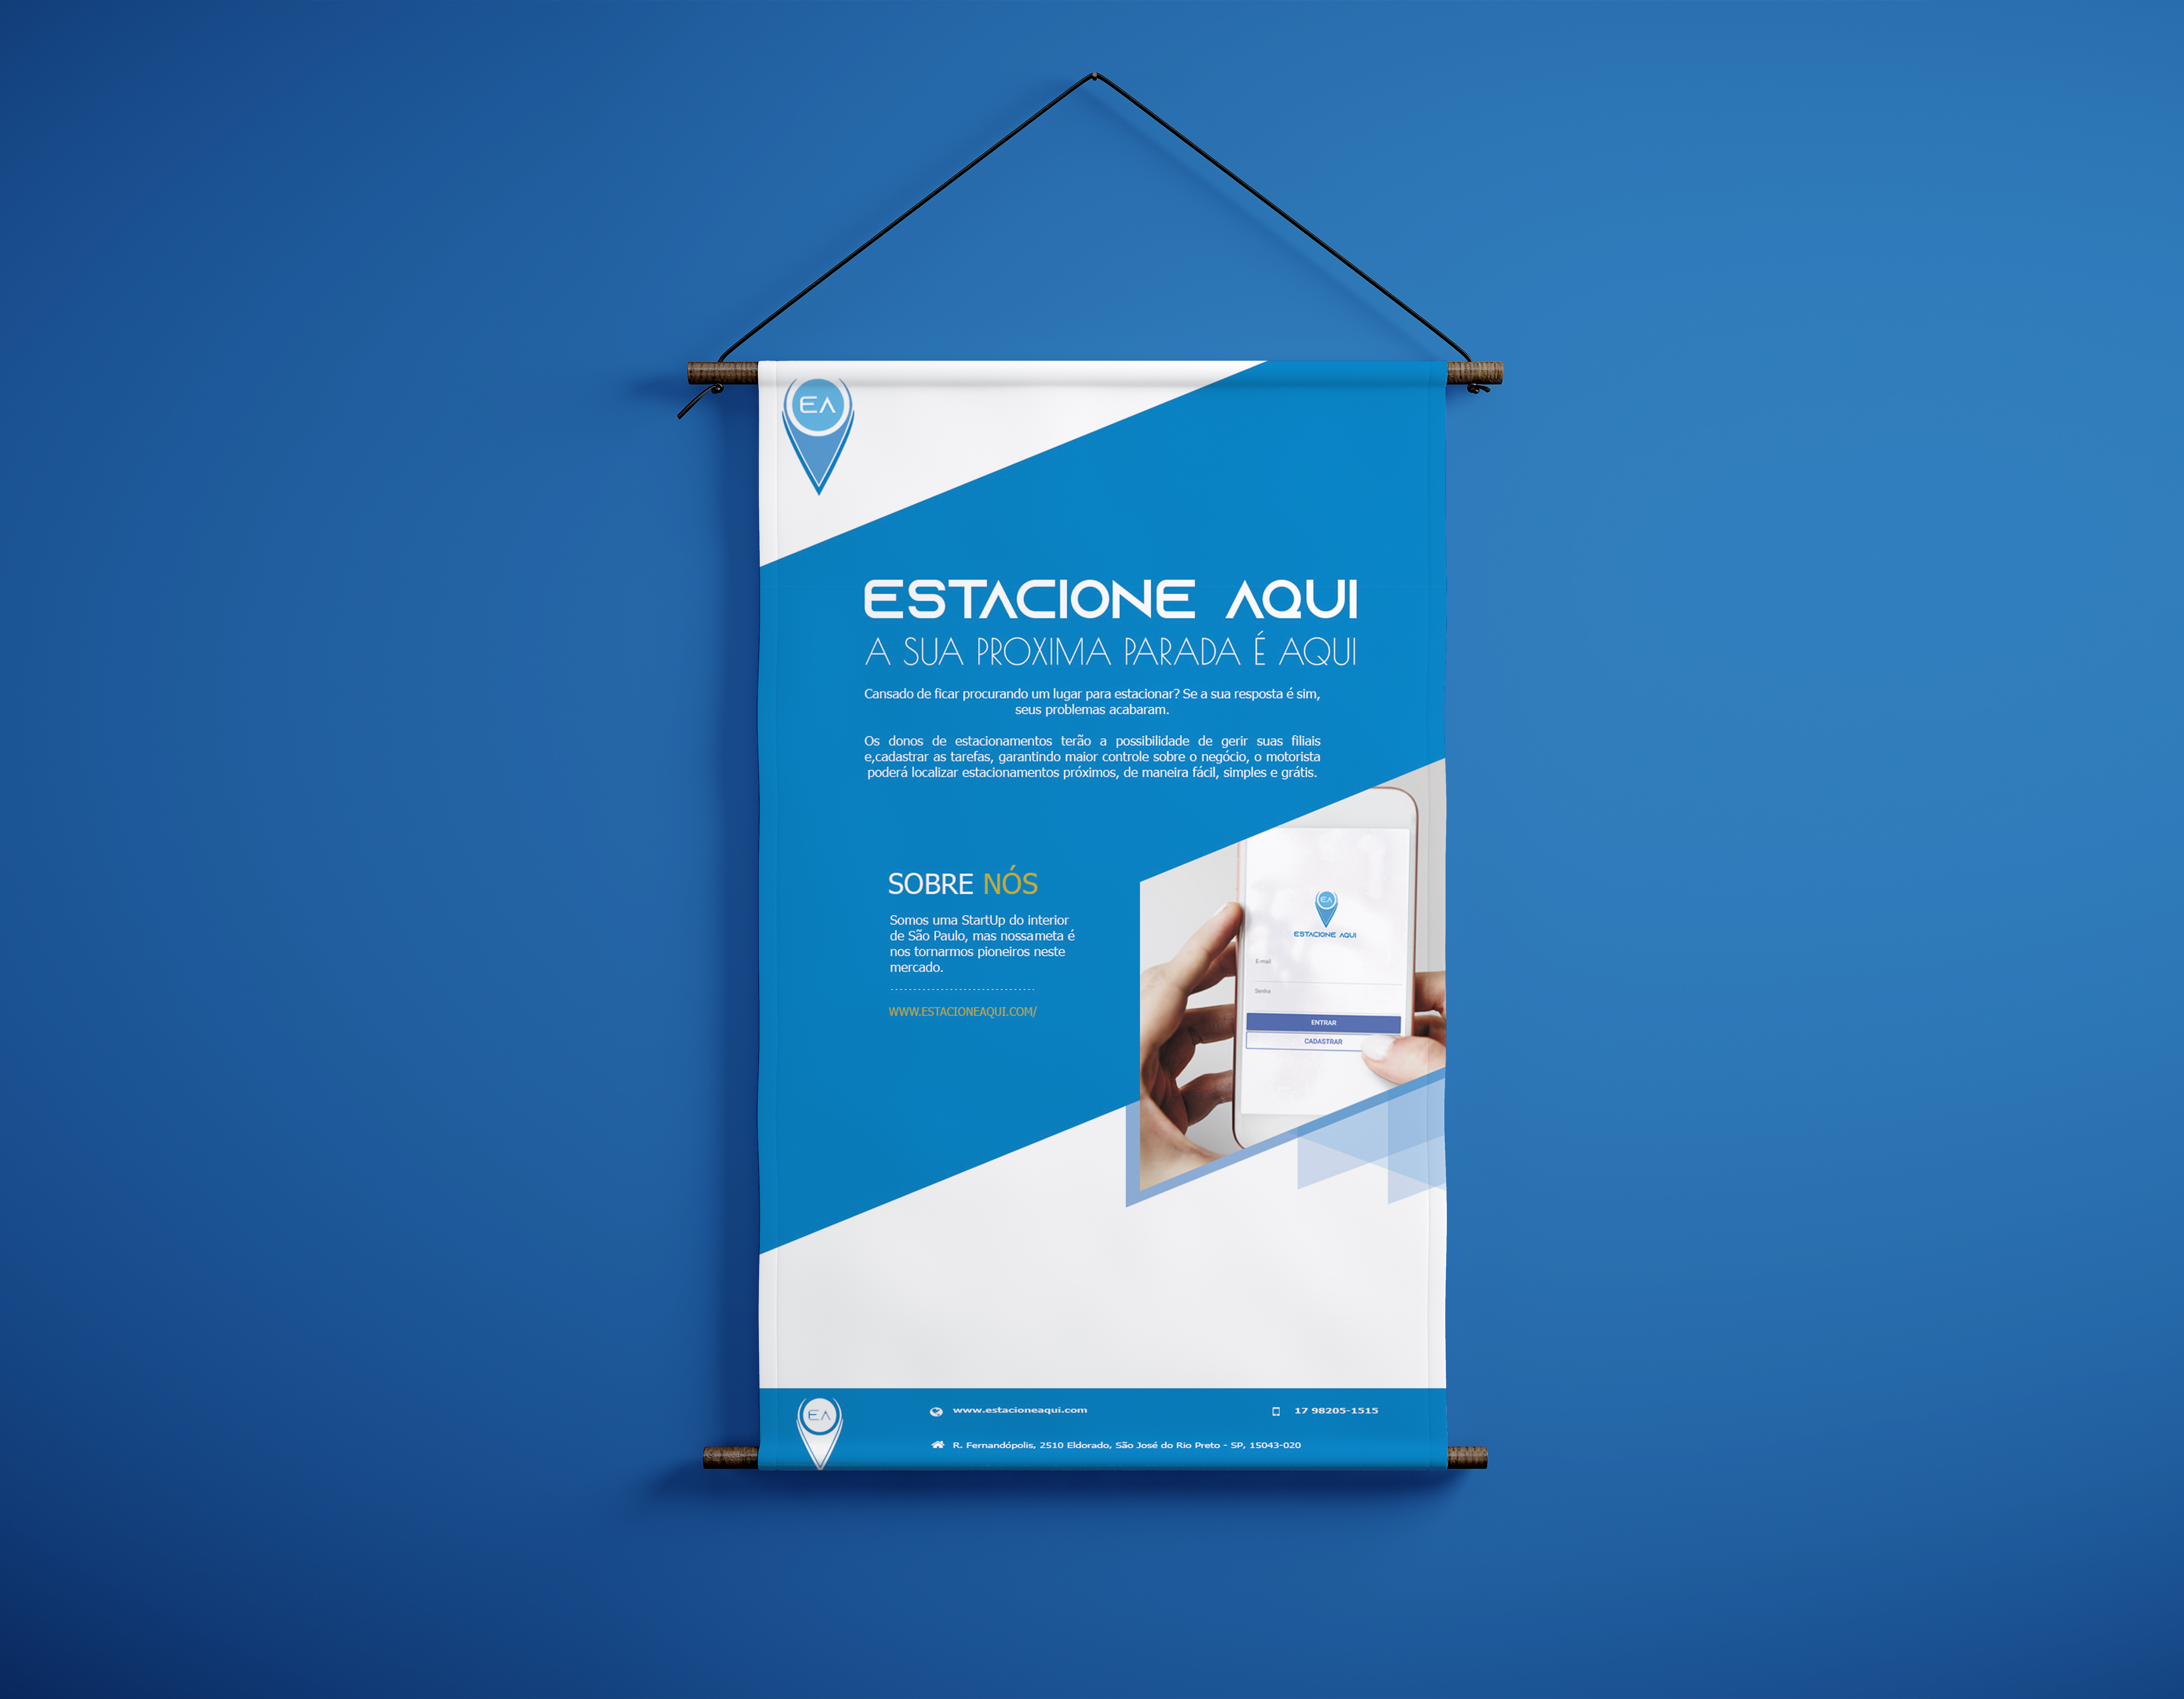 EA
ESTACIONE AQUI
A SUA PROXIMA PARADA É AQUI
Cansado de ficar procurando um lugar para estacionar? Se a sua resposta é sim,
seus problemas acabaram.
Os donos de estacionamentos terão a possibilidade de gerir suas filiais
e,cadastrar as tarefas, garantindo maior controle sobre o negócio, o motorista
poderá localizar estacionamentos próximos, de maneira fácil, simples e grátis.
SOBRE NÓS
Somos uma StartUp do interior
de São Paulo, mas nossa meta é
nos tornarmos pioneiros neste
mercado.
WWW.ESTACIONEAQUI.COM/
EA
ESTACIONE AQUI
E-mail
Senha
ENTRAR
CADASTRAR
EA
www.estacioneaqui.com
17 98205-1515
R. Fernandópolis, 2510 Eldorado, São José do Rio Preto - SP, 15043-020